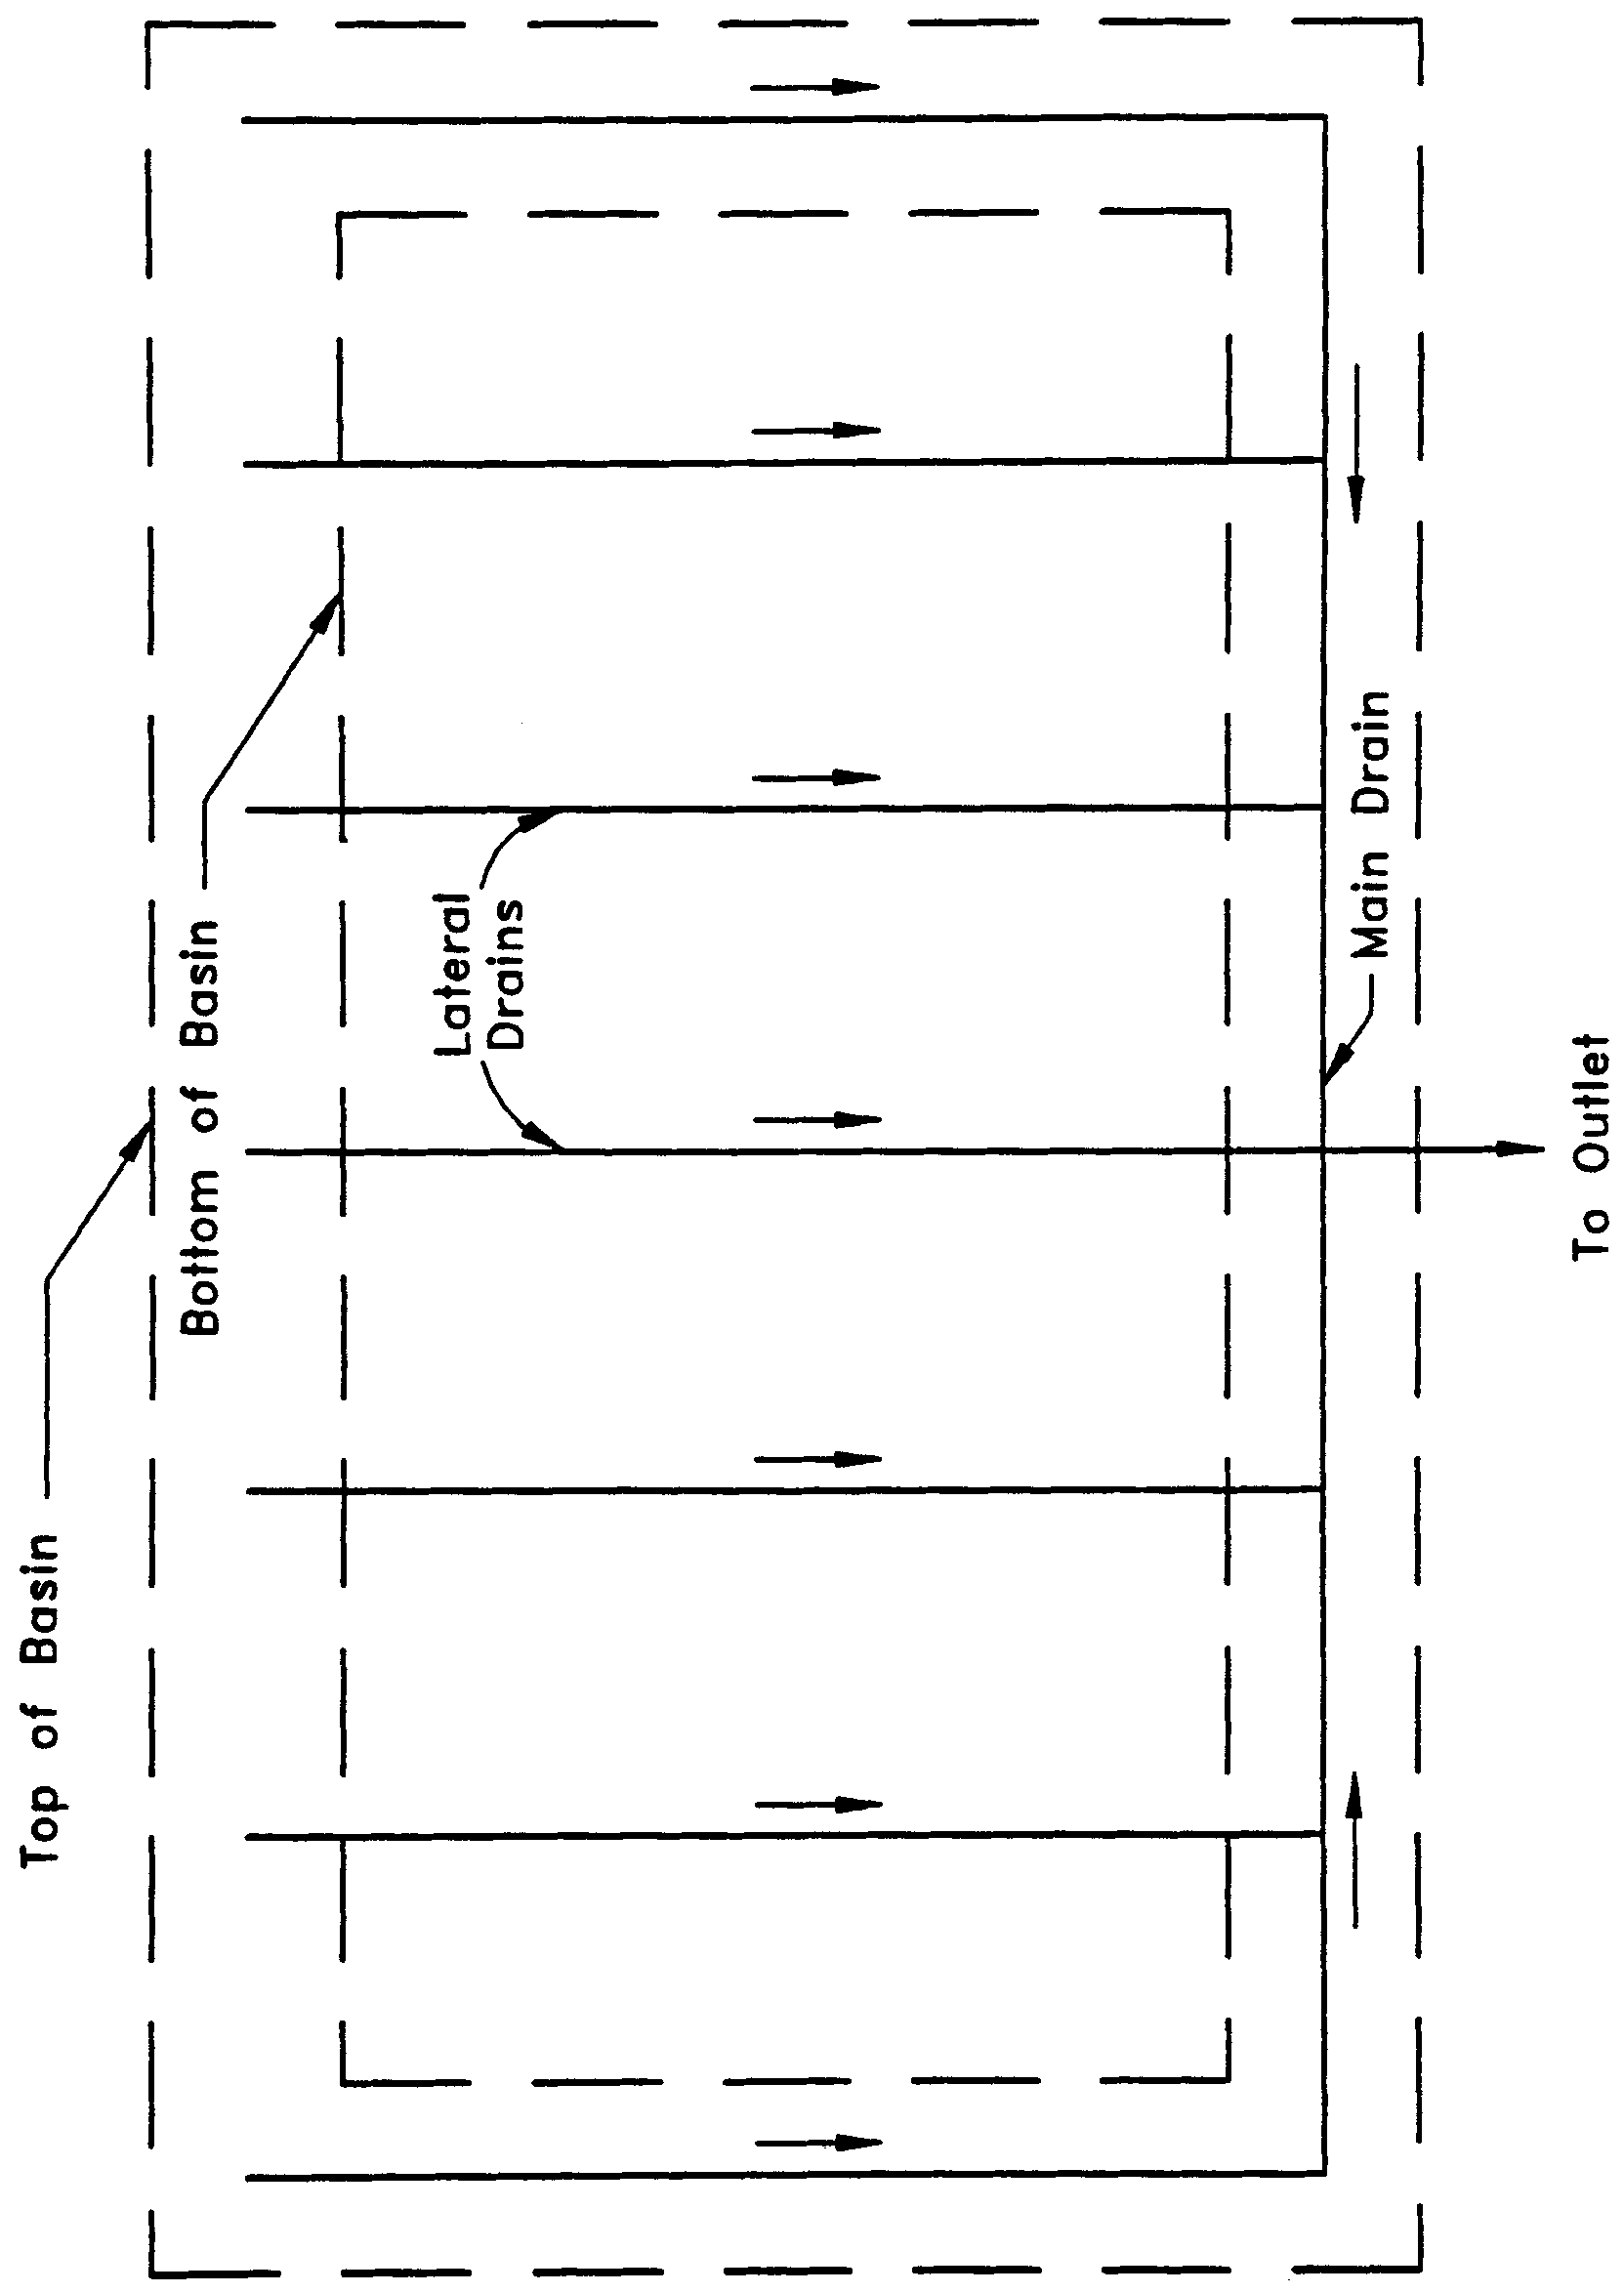 Top of Basin
Bottom of Basin
Lateral
Drains
Main Drain
To Outlet